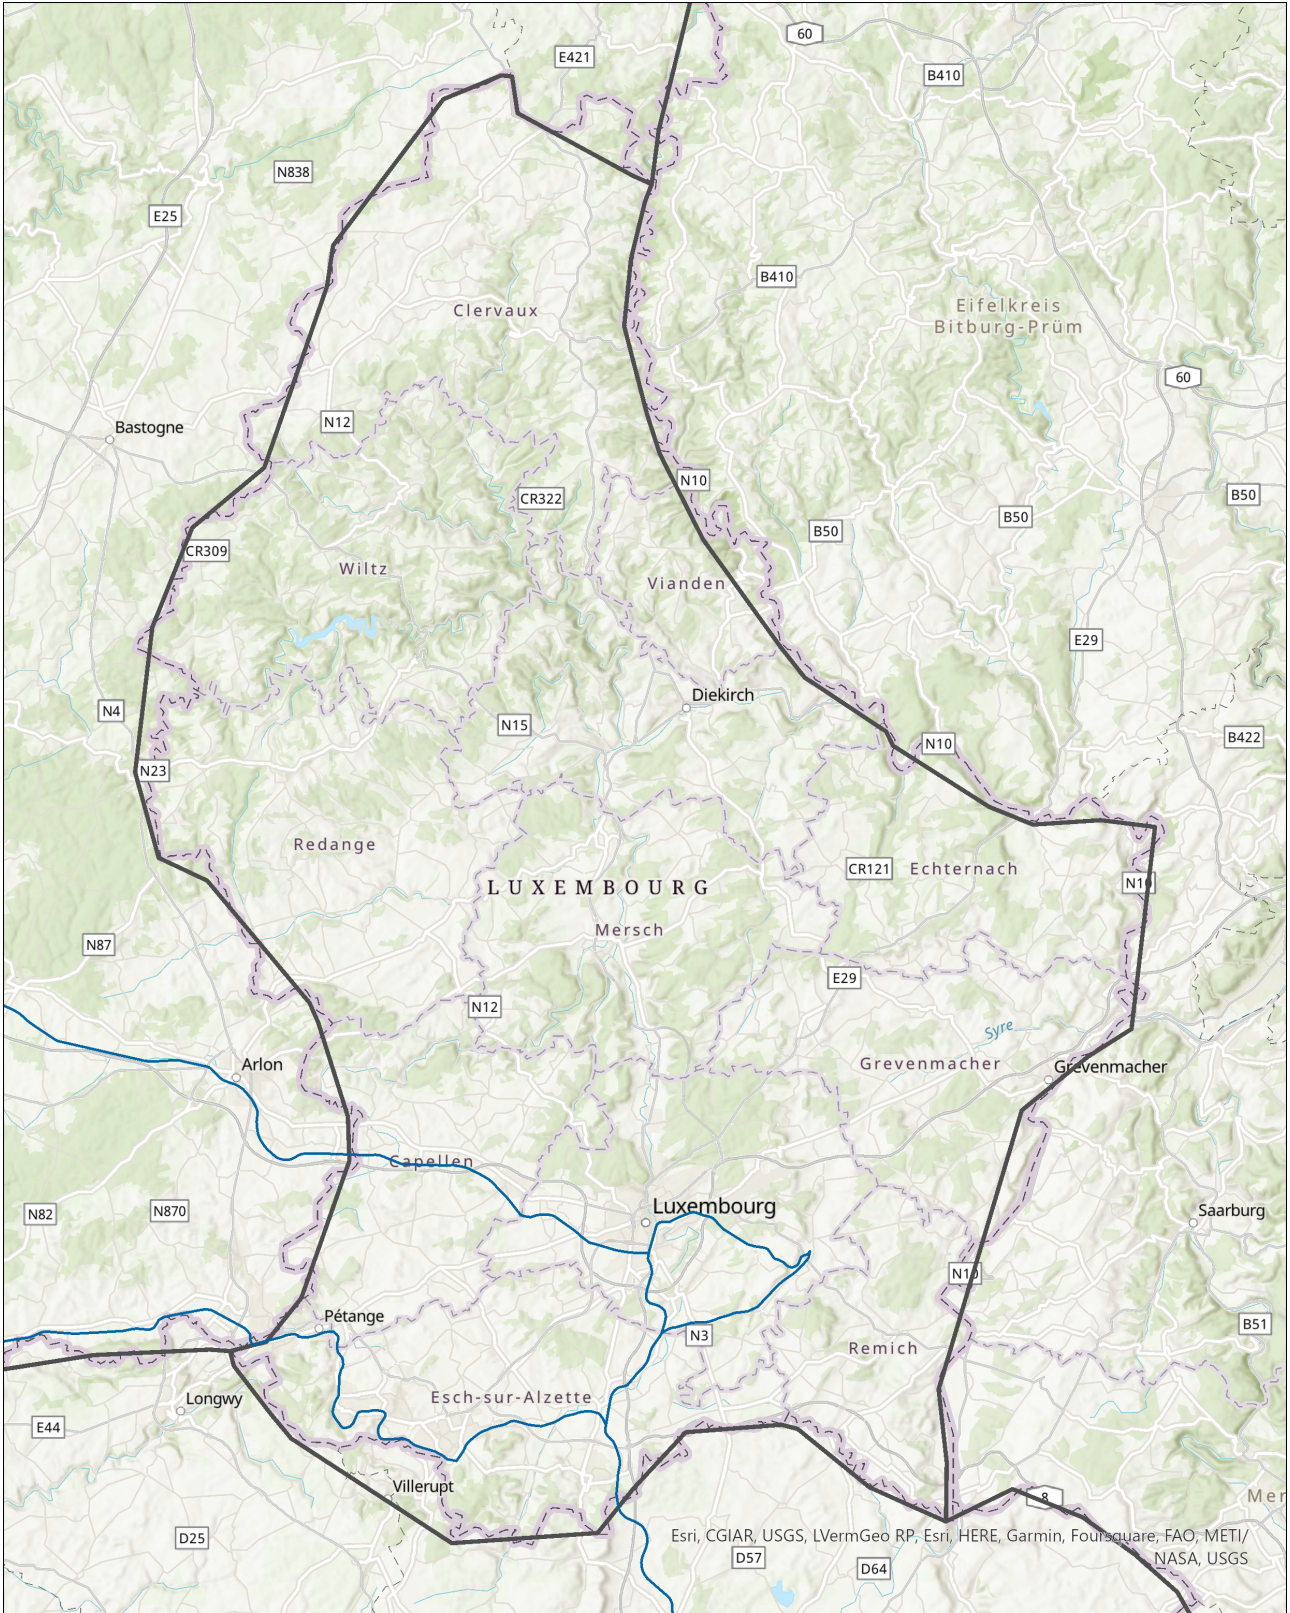 60
E421
B410
N838
E25
B410
Clervaux
Eifelkreis
Bitburg-Prüm
60
N12
Bastogne
N10
B50
CR322
B50
B50
CR309
Wiltz
Vianden
E29
Diekirch
N4
N15
N10
B422
N23
Redange
CR121
Echternach
N10
LUXEMBOURG
Mersch
N87
E29
N12
Syre
Arlon
Grevenmacher
Grevenmacher
Capellen
Luxembourg
N82
N870
Saarburg
N10
Pétange
N3
B51
Remich
Longwy
Esch-sur-Alzette
E44
Villerupt
8
Mer
D25
Esri, CGIAR, USGS, LVermGeo RP, Esri, HERE, Garmin, Foursquare, FAO, METI/
NASA, USGS
D57
D64